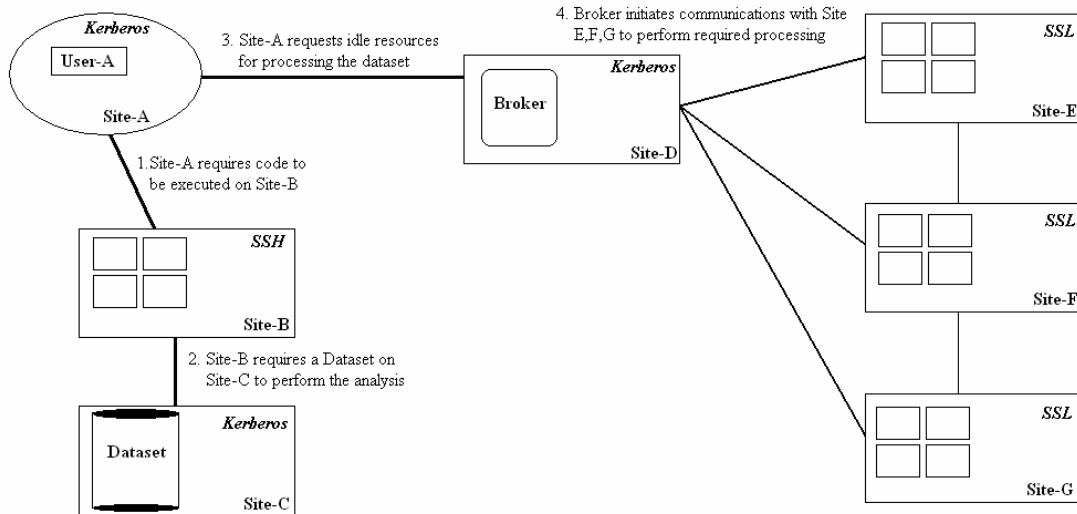 Kerberos
User-A
Site-A
3. Site-A requests idle resources
for processing the dataset
4. Broker initiates communications with Site
E,F,G to perform required processing
Kerberos
Broker
Site-D
SSL
Site-E
1.Site-A requires code to
be executed on Site-B
SSH
Site-B
SSL
Site-F
2. Site-B requires a Dataset on
Site-C to perform the analysis
Kerberos
Dataset
Site-C
SSL
Site-G